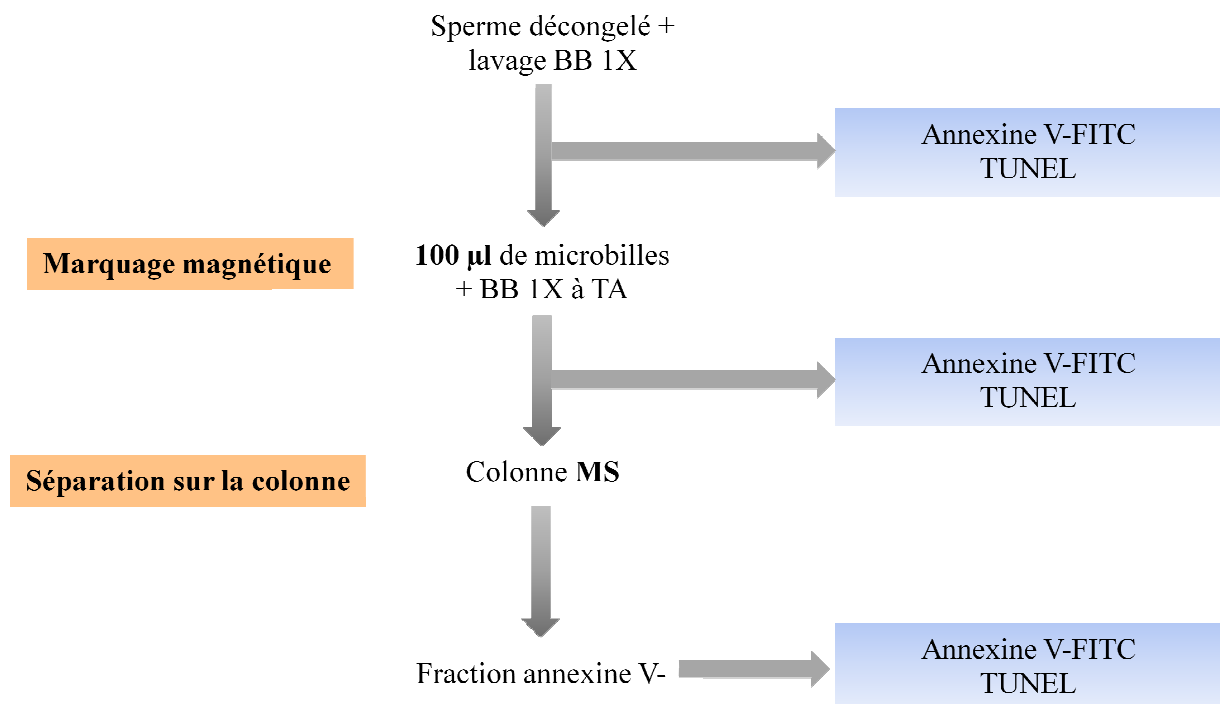 Sperme décongelé +
lavage BB 1X
Annexine V-FITC
TUNEL
Marquage magnétique
100 µl de microbilles
+ BB 1X à TA
Annexine V-FITC
TUNEL
Séparation sur la colonne
Colonne MS
Fraction annexine V-
Annexine V-FITC
TUNEL